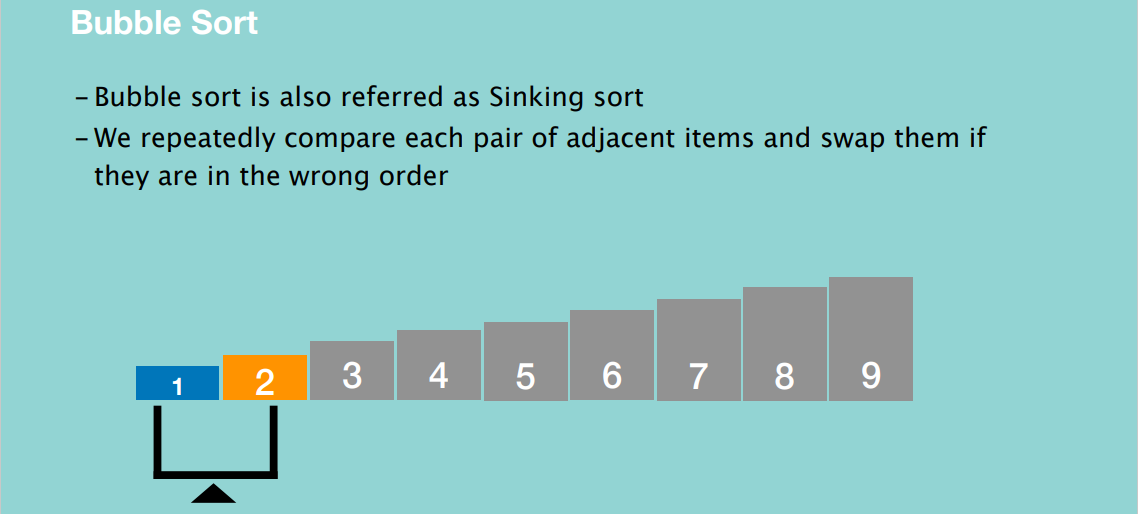 Bubble Sort
– Bubble sort is also referred as Sinking sort
– We repeatedly compare each pair of adjacent items and swap them if
they are in the wrong order
1 2 3 4 5 6 7 8 9